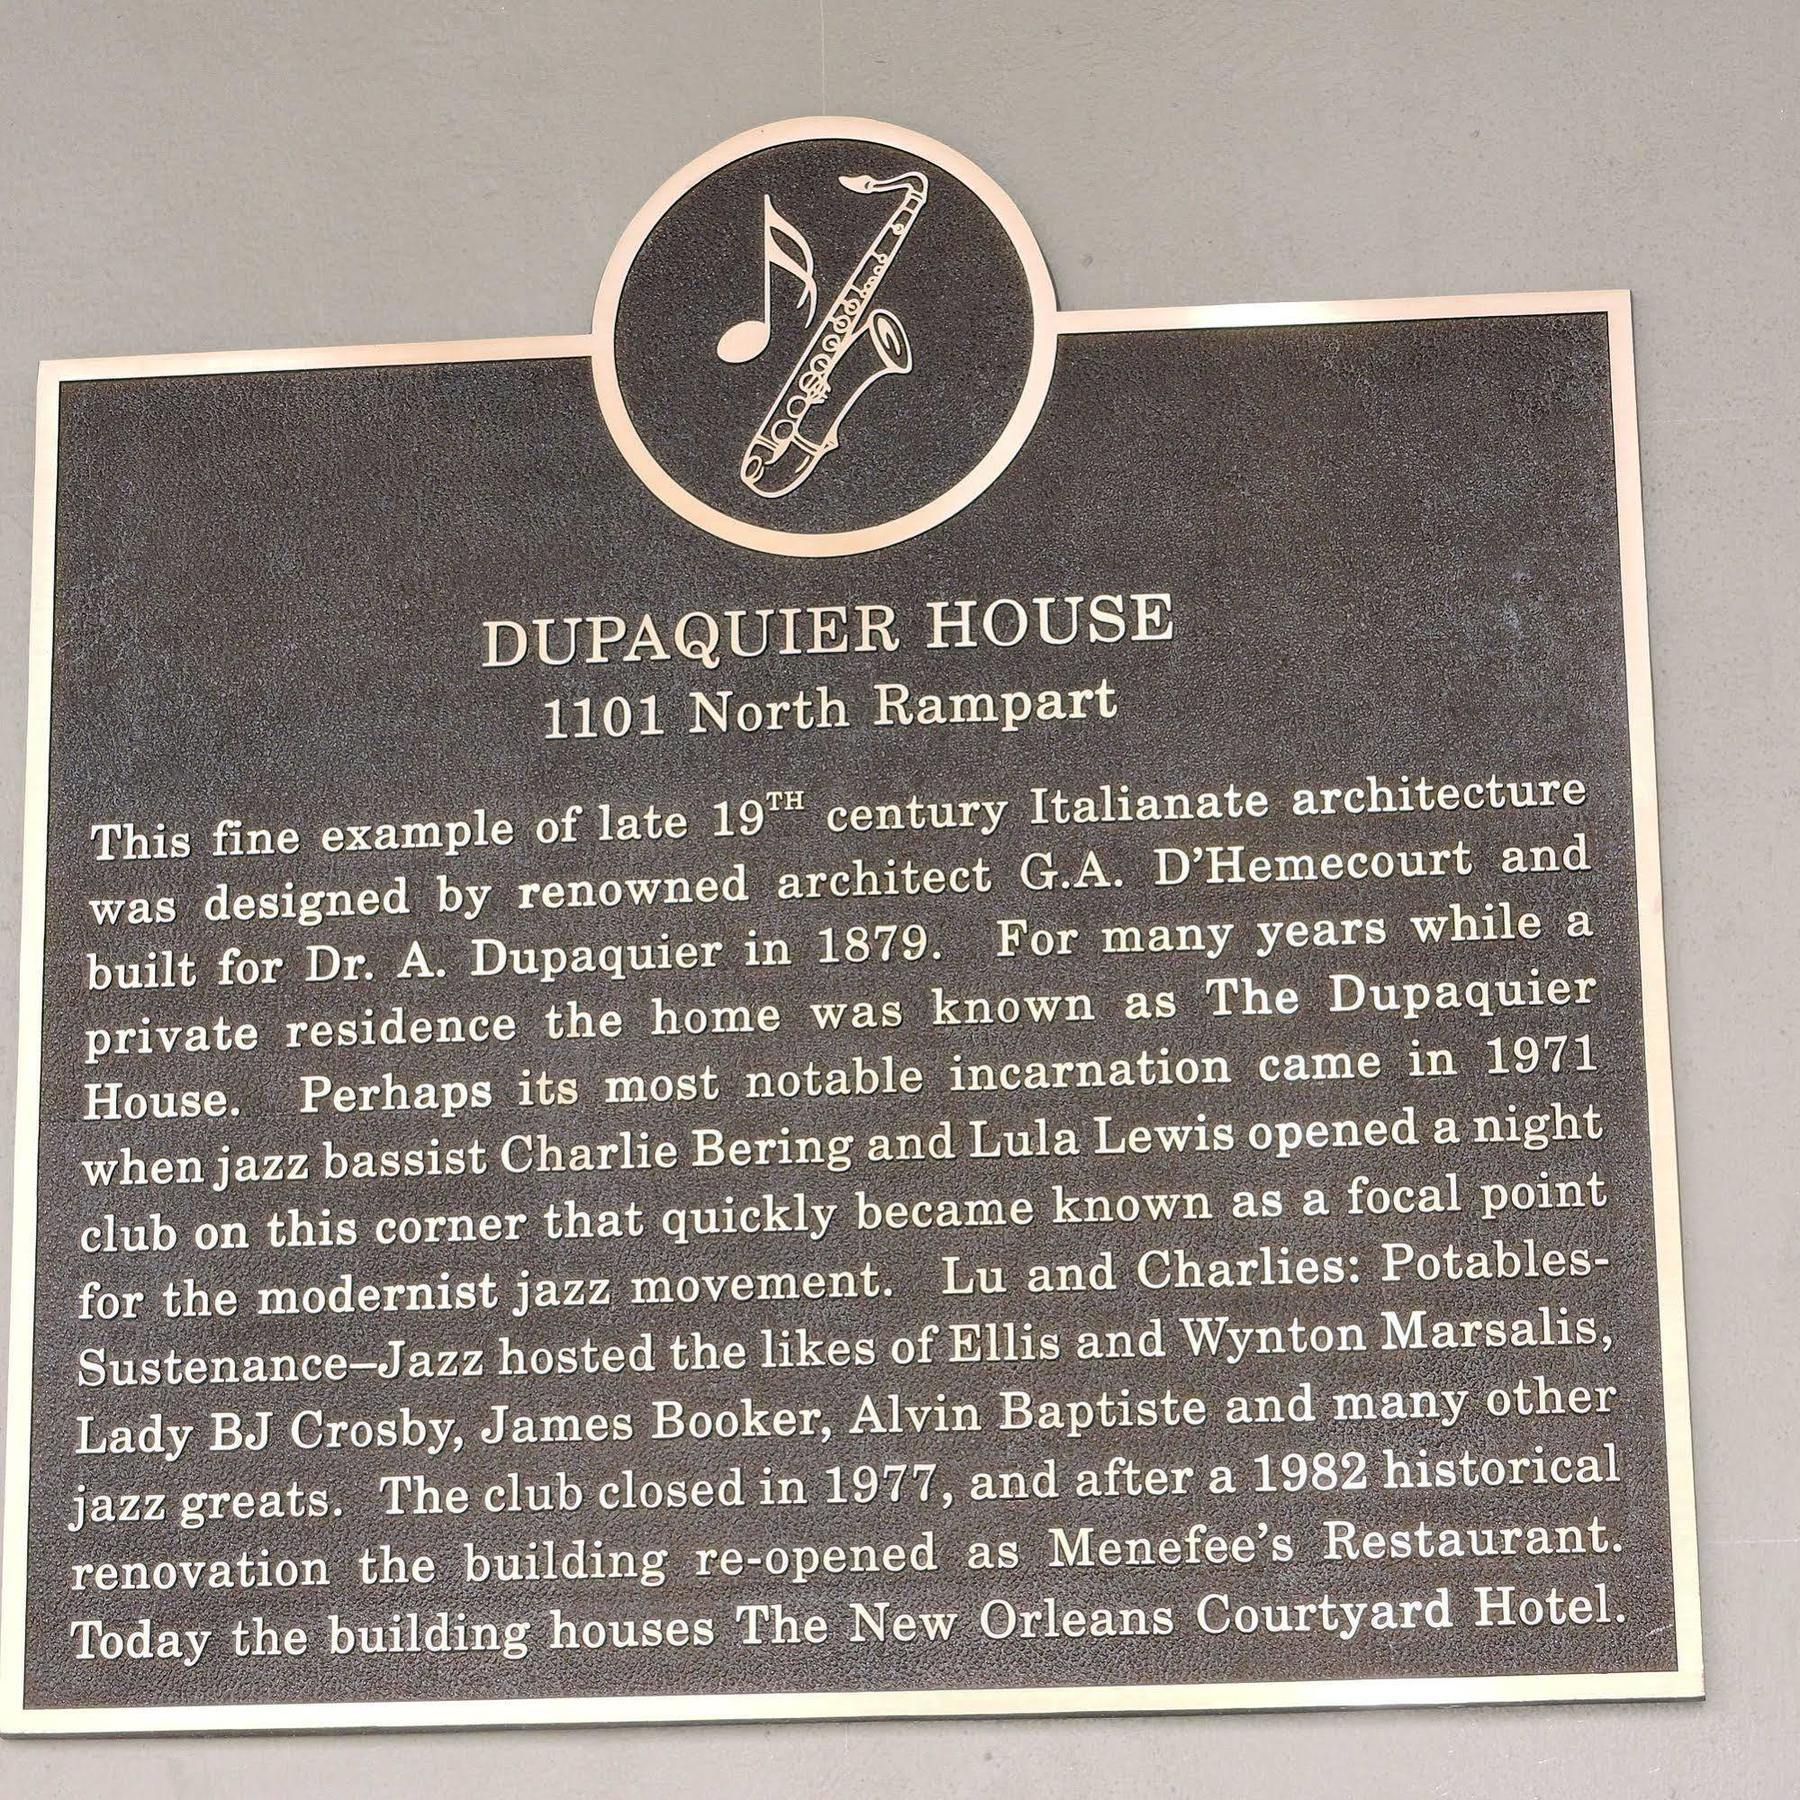 DUPAQUIER HOUSE
1101 North Rampart
This fine example of late 19TH century Italianate architecture
was designed by renowned architect G.A. D'Hemecourt and
built for Dr. A. Dupaquier in 1879. For many years while a
private residence the home was known as The Dupaquier
House. Perhaps its most notable incarnation came in 1971
when jazz bassist Charlie Bering and Lula Lewis opened a night
club on this corner that quickly became known as a focal point
for the modernist jazz movement. Lu and Charlies: Potables-
Sustenance–Jazz hosted the likes of Ellis and Wynton Marsalis,
Lady BJ Crosby, James Booker, Alvin Baptiste and many other
jazz greats. The club closed in 1977, and after a 1982 historical
renovation the building re-opened as Menefee's Restaurant.
Today the building houses The New Orleans Courtyard Hotel.